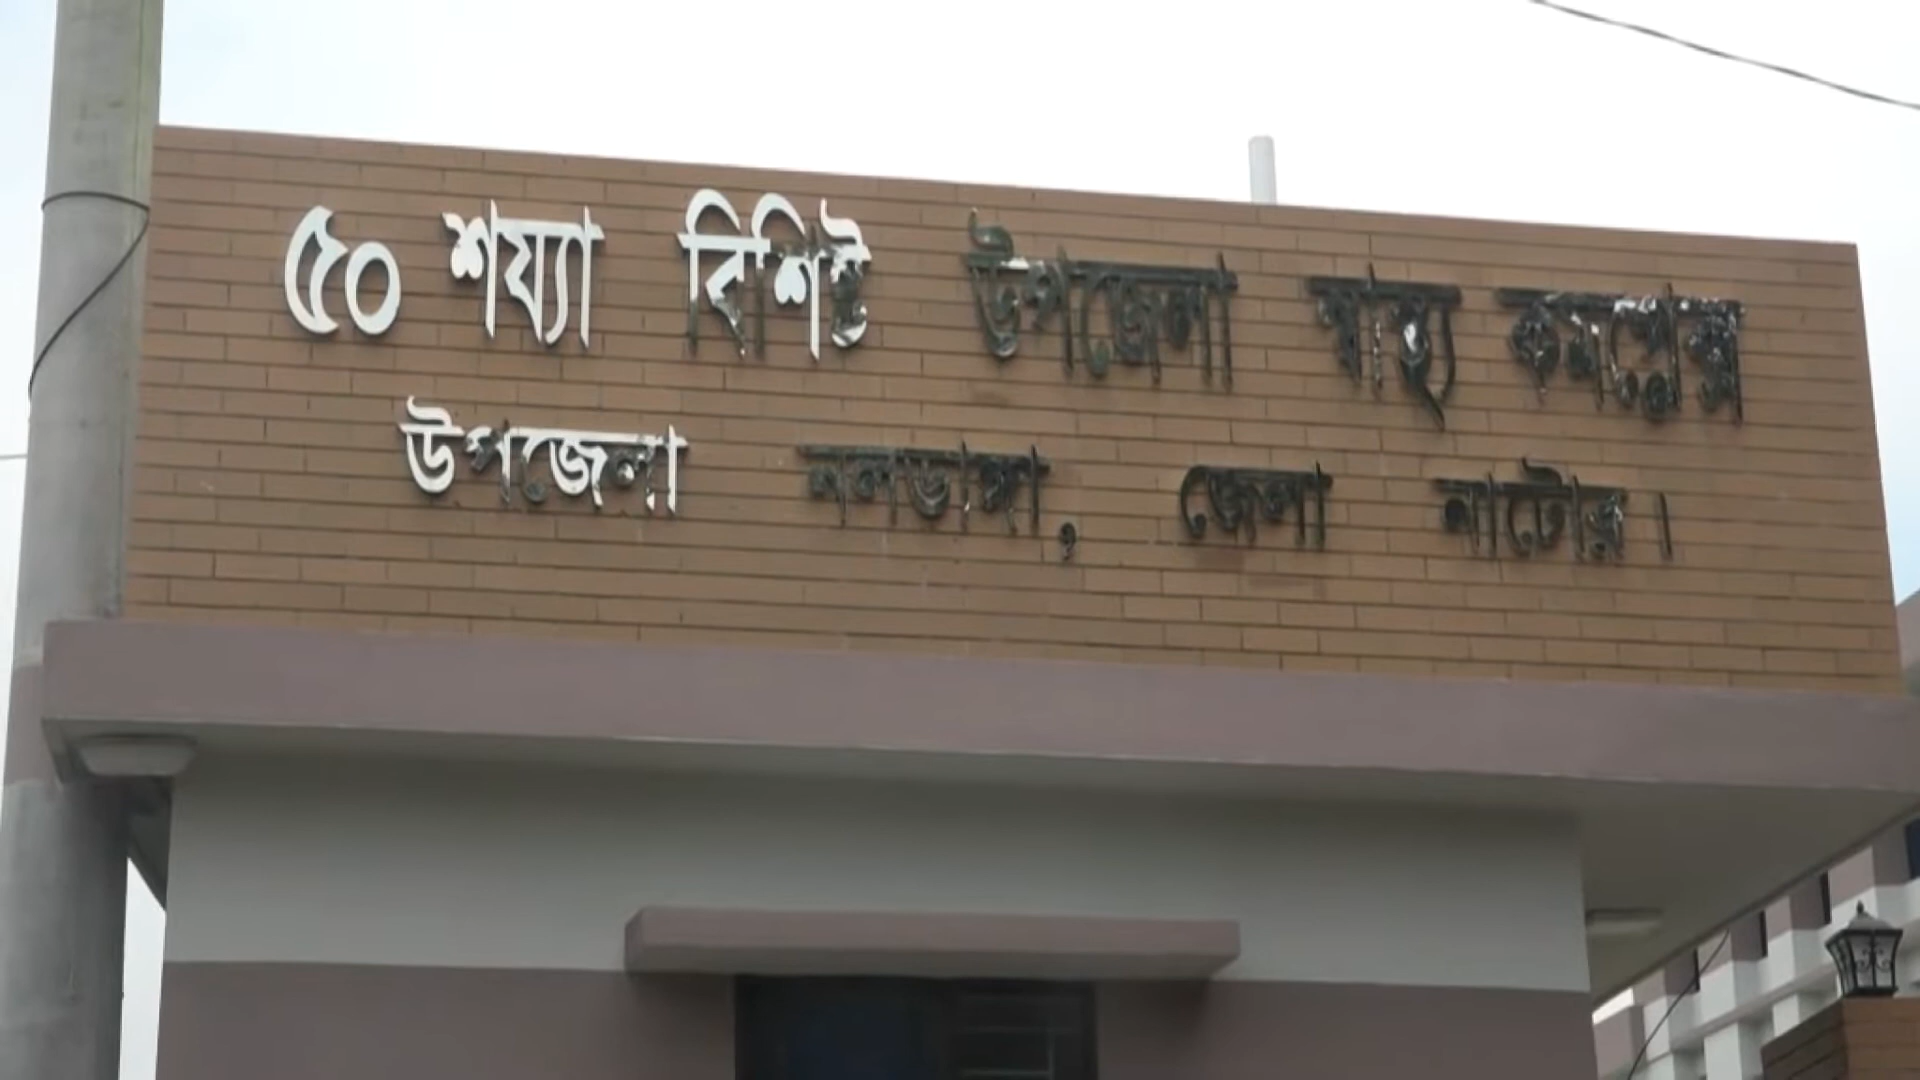 ৫০ শয্যা বিশিষ্ট উপজেলা স্বাস্থ্য কমপ্লেক্স
উপজেলা নলডাঙ্গা, জেলা নাটোর।